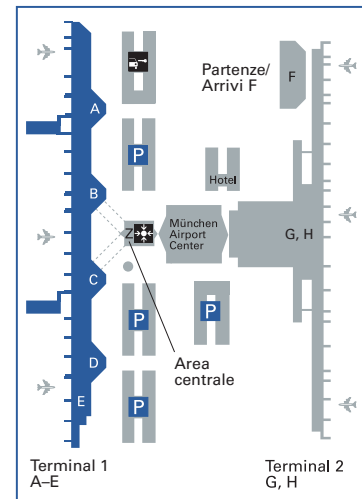 Partenze/
Arrivi F
F
A
P
Hotel
B
München
Airport
Center
Z
G, H
C
P
P
Area
centrale
D
P
E
Terminal 1
A–E
Terminal 2
G, H